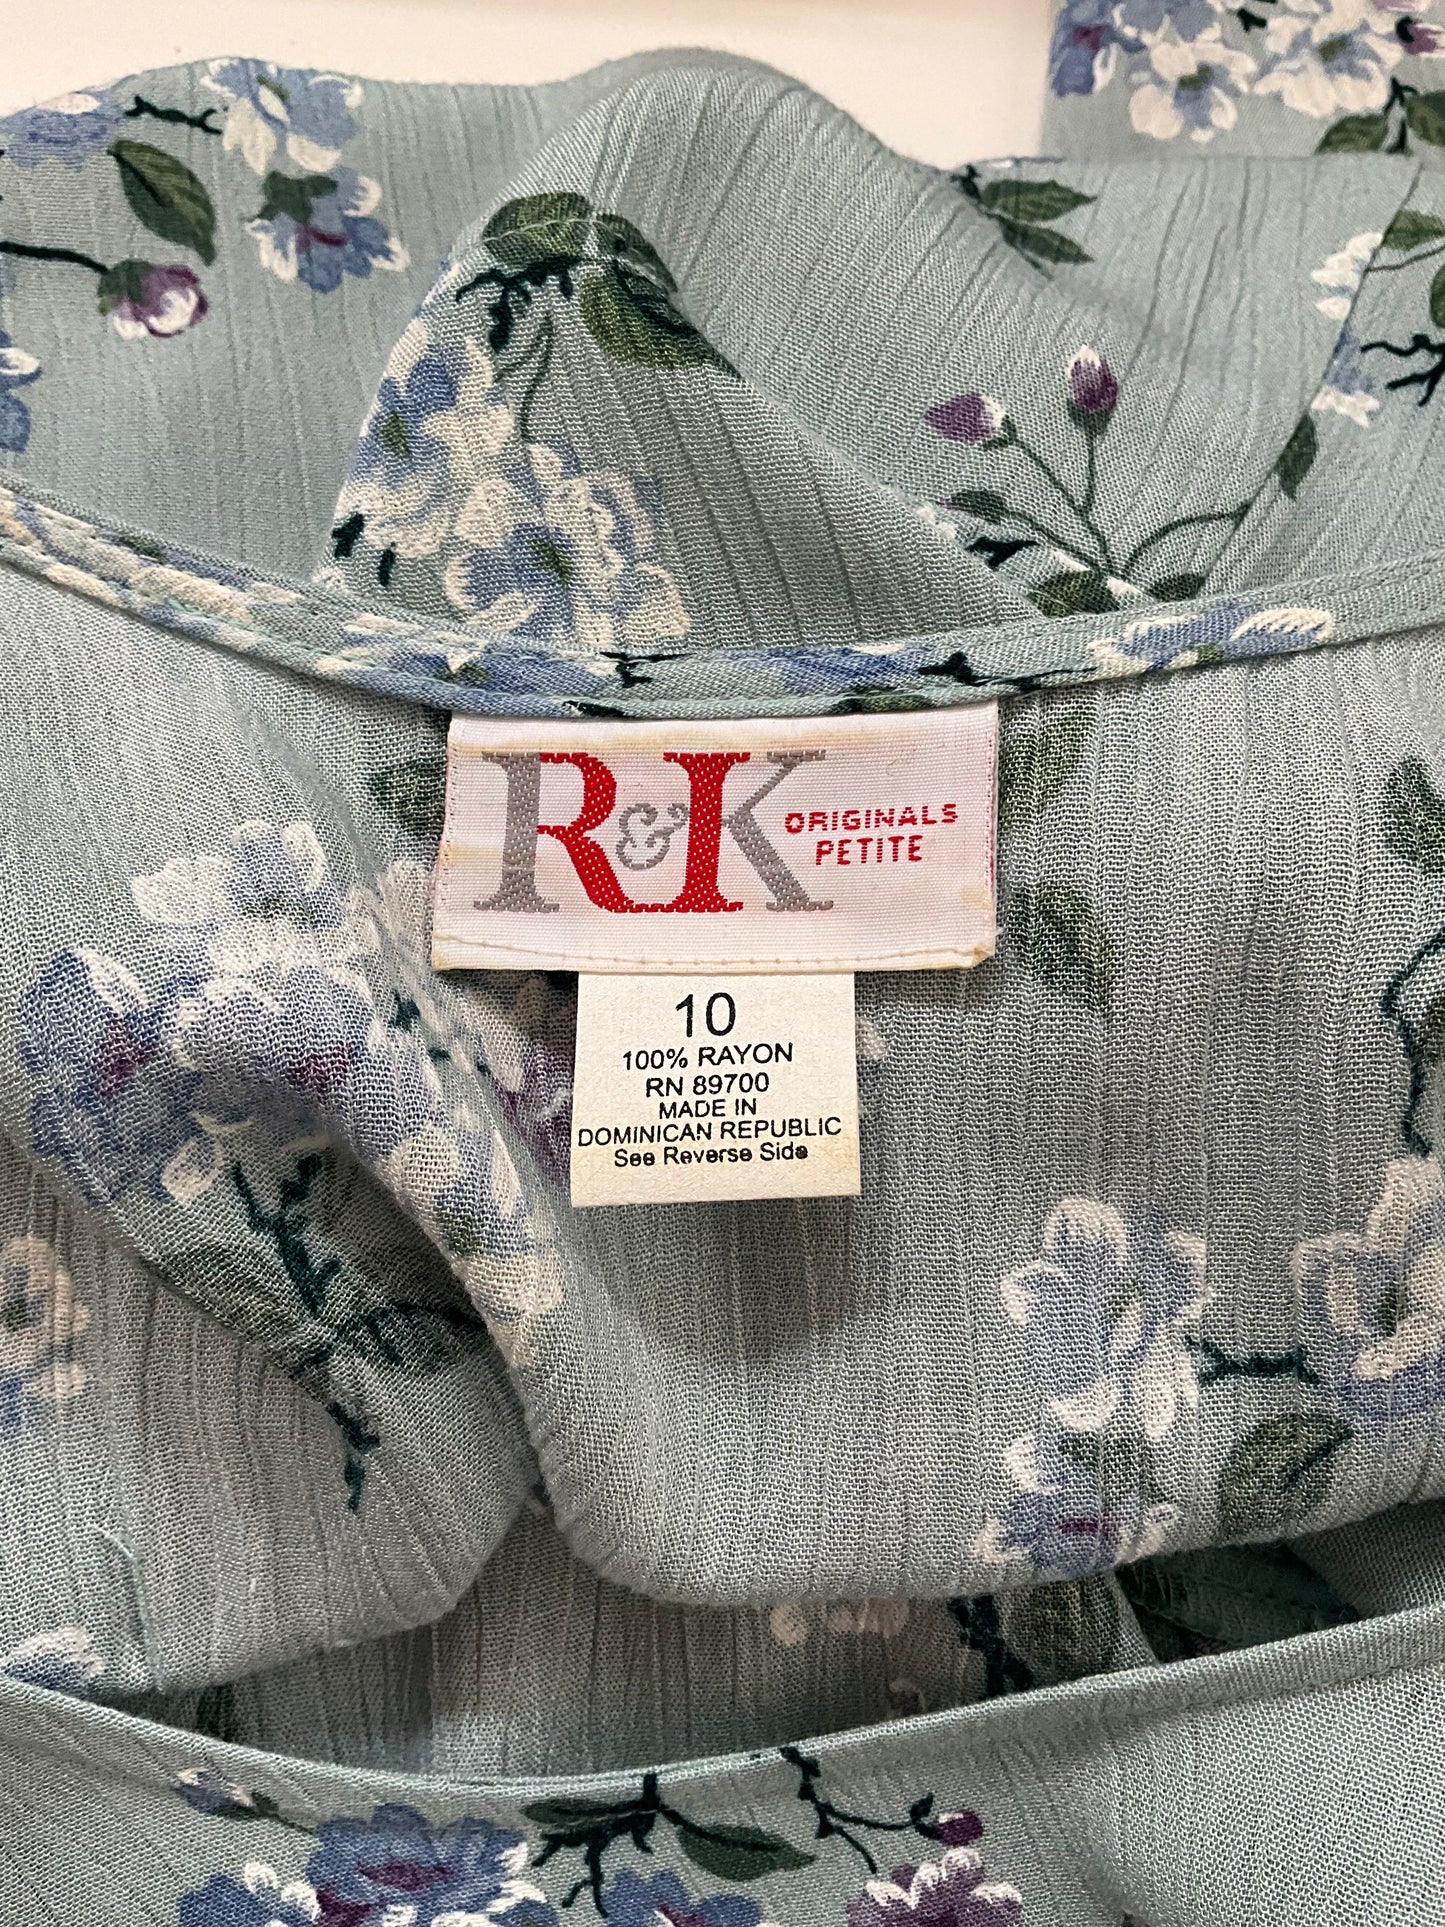 R&K ORIGINALS
PETITE
10
100% RAYON
RN 89700
MADE IN
DOMINICAN REPUBLIC
See Reverse Side